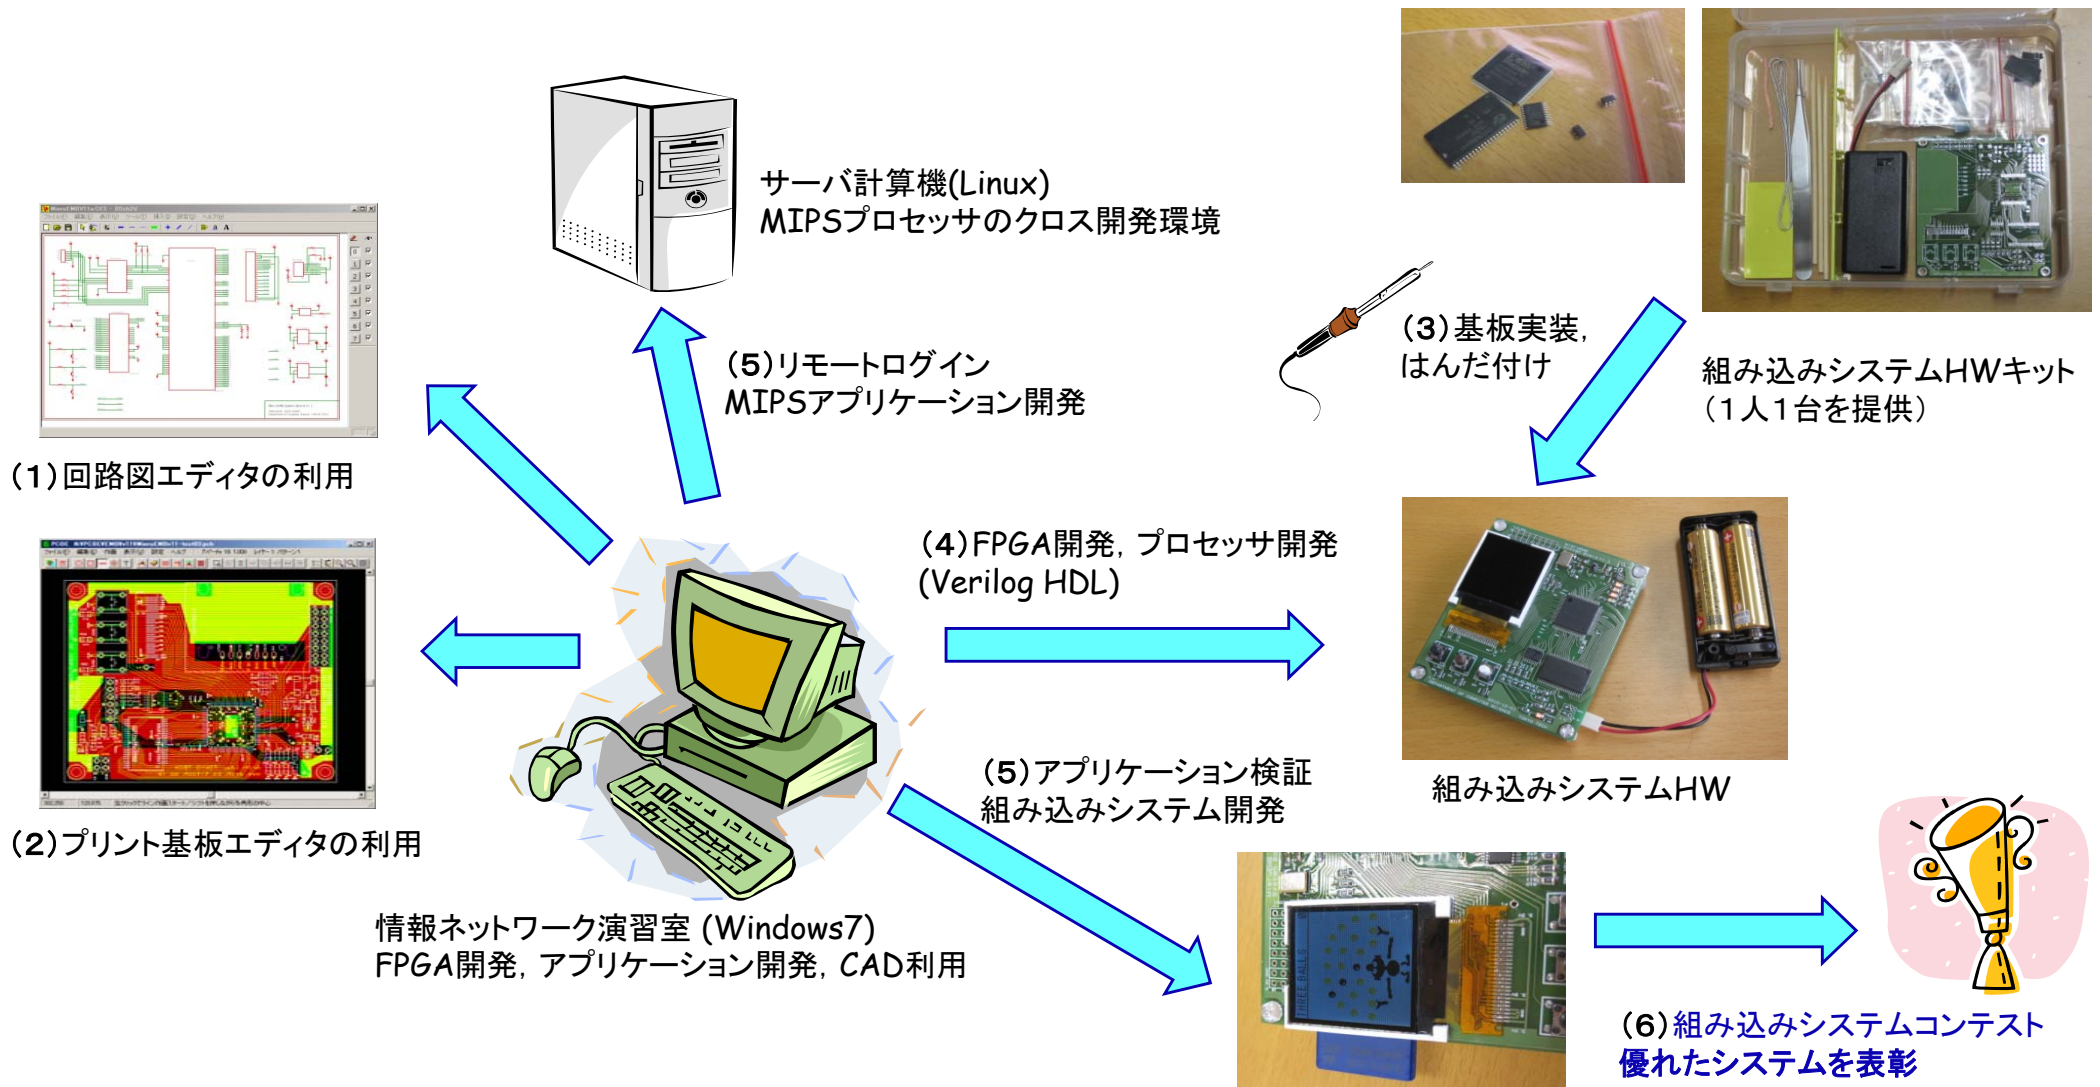 サーバ計算機(Linux)
MIPSプロセッサのクロス開発環境
(5)リモートログイン
MIPSアプリケーション開発
(3)基板実装,
はんだ付け
組み込みシステムHWキット
(1人1台を提供)
(1)回路図エディタの利用
(4)FPGA開発, プロセッサ開発
(Verilog HDL)
(2)プリント基板エディタの利用
(5)アプリケーション検証
組み込みシステム開発
組み込みシステムHW
情報ネットワーク演習室 (Windows7)
FPGA開発, アプリケーション開発, CAD利用
THREE BALLS
(6)組み込みシステムコンテスト
優れたシステムを表彰